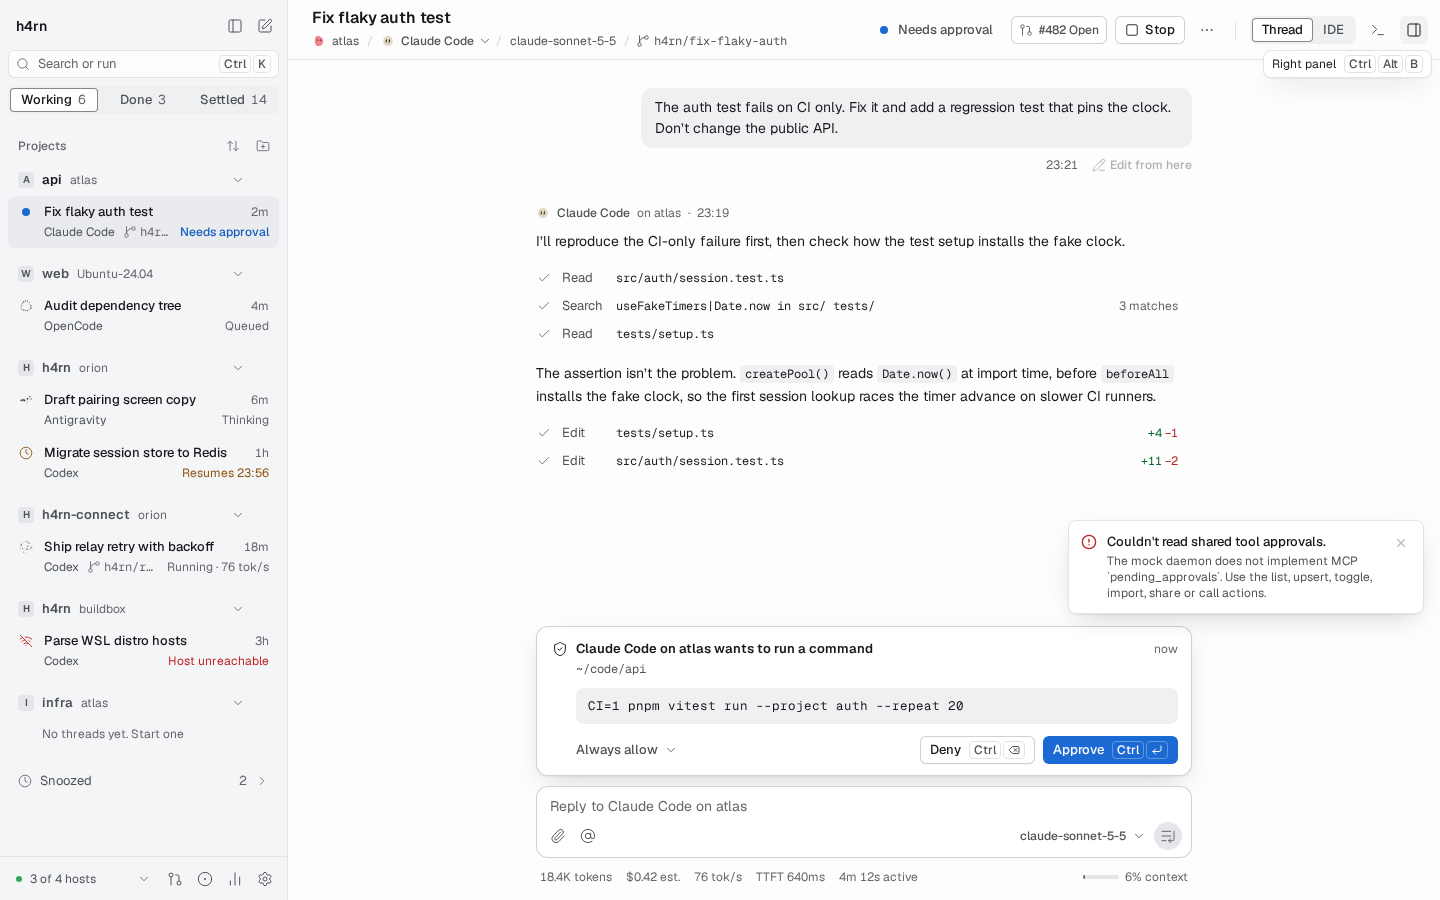 h4rn
Search or run Ctrl K
Working 6 Done 3 Settled 14
Projects
A api atlas
Fix flaky auth test 2m
Claude Code h4r… Needs approval
W web Ubuntu-24.04
Audit dependency tree 4m
OpenCode Queued
H h4rn orion
Draft pairing screen copy 6m
Antigravity Thinking
Migrate session store to Redis 1h
Codex Resumes 23:56
H h4rn-connect orion
Ship relay retry with backoff 18m
Codex h4rn/r… Running · 76 tok/s
H h4rn buildbox
Parse WSL distro hosts 3h
Codex Host unreachable
I infra atlas
No threads yet. Start one
Snoozed 2
3 of 4 hosts
Fix flaky auth test
atlas / Claude Code / claude-sonnet-5-5 / h4rn/fix-flaky-auth
Needs approval #482 Open Stop Thread IDE
Right panel Ctrl Alt B
The auth test fails on CI only. Fix it and add a regression test that pins the clock.
Don’t change the public API.
23:21 Edit from here
Claude Code on atlas · 23:19
I’ll reproduce the CI-only failure first, then check how the test setup installs the fake clock.
Read src/auth/session.test.ts
Search useFakeTimers|Date.now in src/ tests/ 3 matches
Read tests/setup.ts
The assertion isn’t the problem. createPool() reads Date.now() at import time, before beforeAll
installs the fake clock, so the first session lookup races the timer advance on slower CI runners.
Edit tests/setup.ts +4 −1
Edit src/auth/session.test.ts +11 −2
Couldn't read shared tool approvals.
The mock daemon does not implement MCP
`pending_approvals`. Use the list, upsert, toggle,
import, share or call actions.
Claude Code on atlas wants to run a command now
~/code/api
CI=1 pnpm vitest run --project auth --repeat 20
Always allow Deny Ctrl Approve Ctrl
Reply to Claude Code on atlas
claude-sonnet-5-5
18.4K tokens $0.42 est. 76 tok/s TTFT 640ms 4m 12s active 6% context